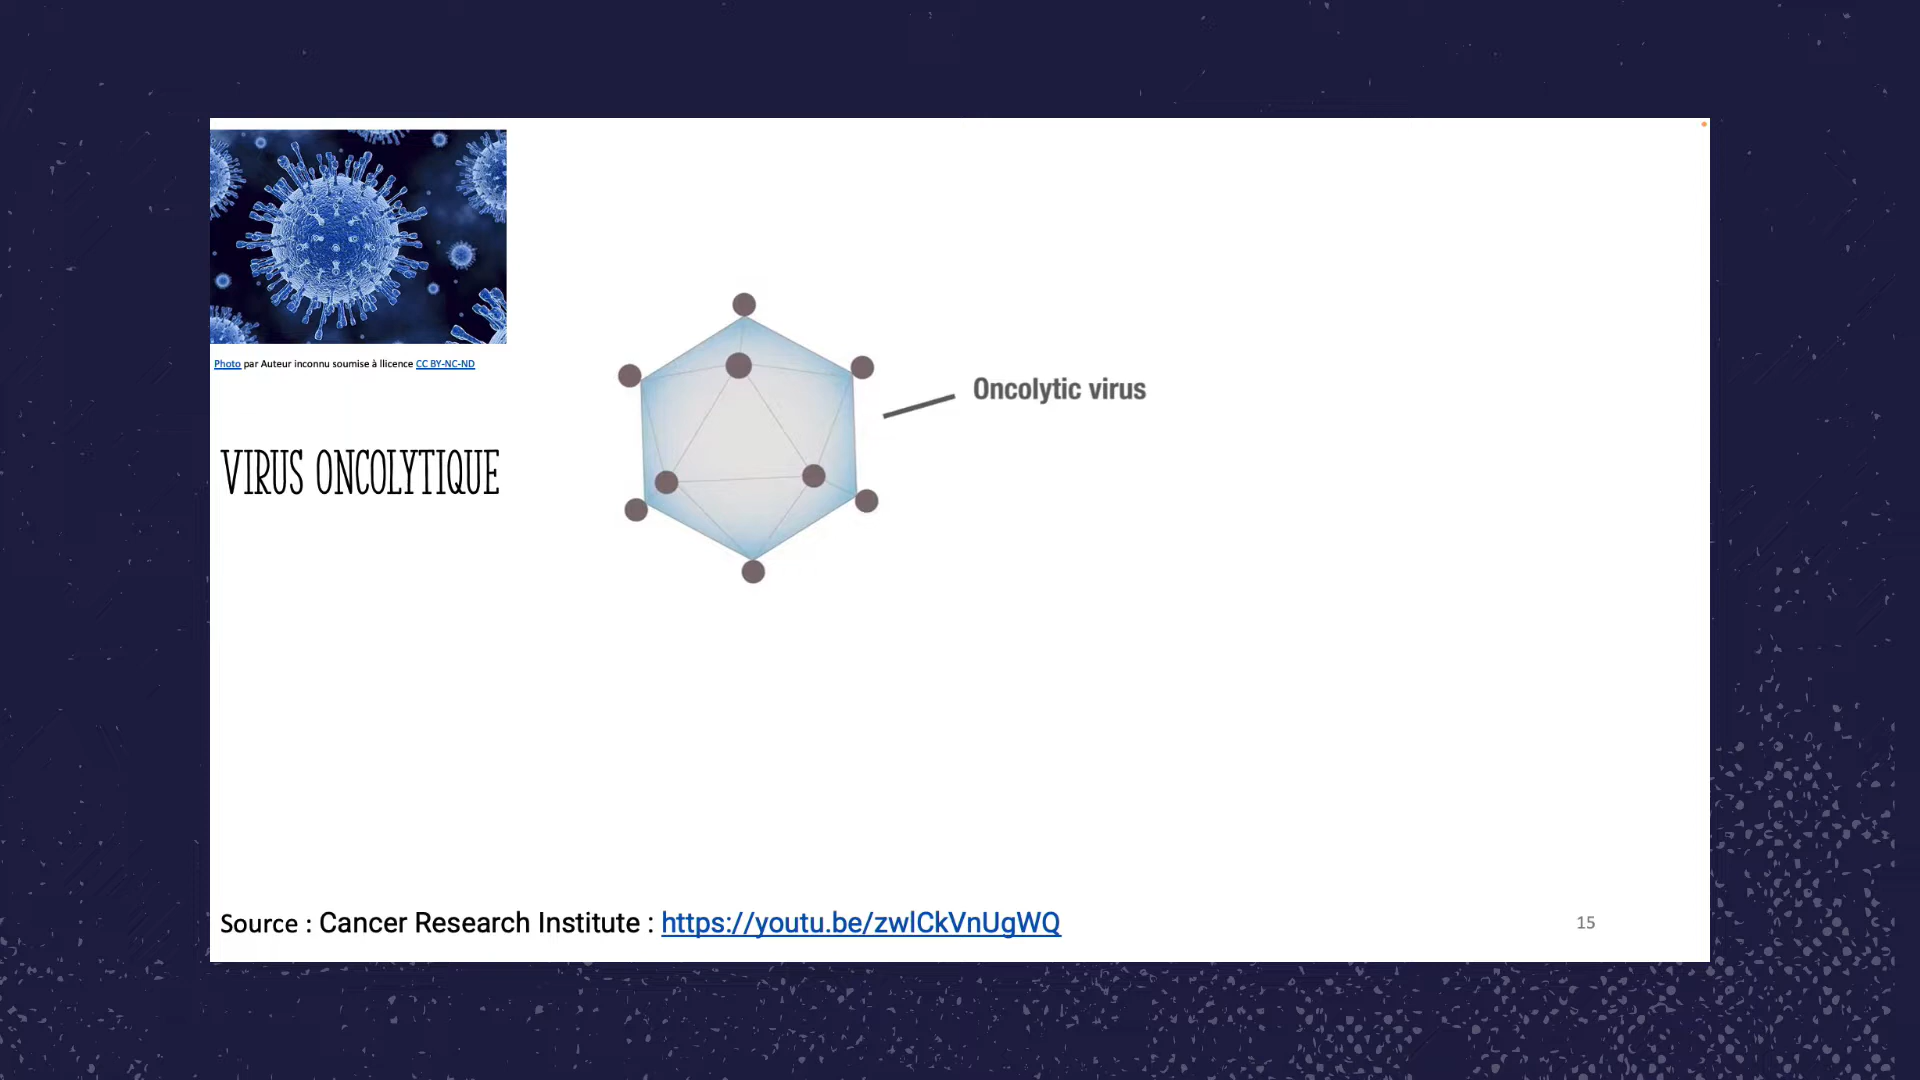 Photo par Auteur inconnu soumise à llicence CC BY-NC-ND
VIRUS ONCOLYTIQUE
Oncolytic virus
Source : Cancer Research Institute : https://youtu.be/zwlCkVnUgWQ
15